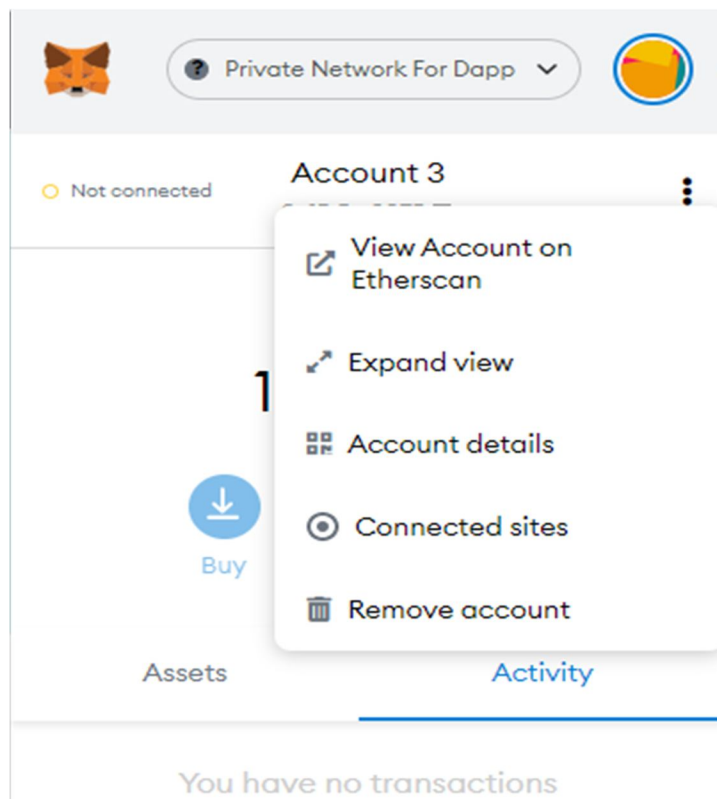 Private Network For Dapp
Account 3
Not connected
View Account on
Etherscan
Expand view
1
Account details
Connected sites
Buy
Remove account
Assets
Activity
You have no transactions